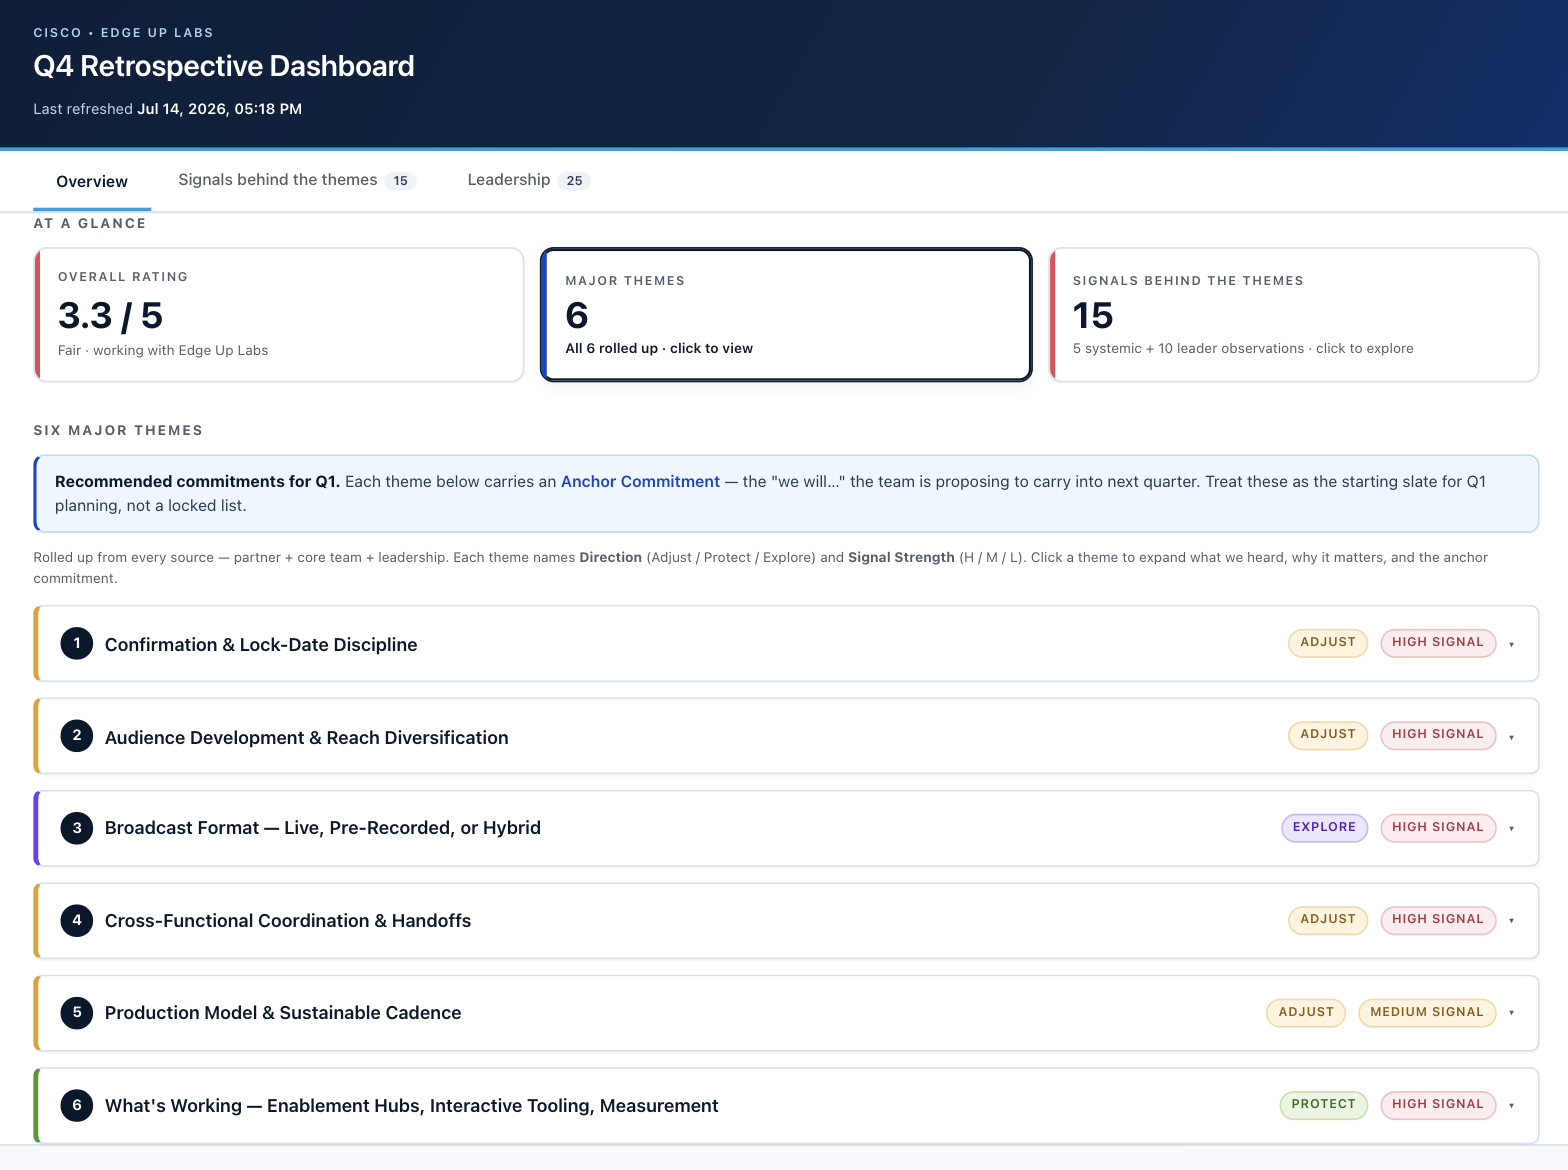 CISCO • EDGE UP LABS
Q4 Retrospective Dashboard
Last refreshed Jul 14, 2026, 05:18 PM
Overview
Signals behind the themes 15
Leadership 25
AT A GLANCE
OVERALL RATING
3.3 / 5
Fair · working with Edge Up Labs
MAJOR THEMES
6
All 6 rolled up · click to view
SIGNALS BEHIND THE THEMES
15
5 systemic + 10 leader observations · click to explore
SIX MAJOR THEMES
Recommended commitments for Q1. Each theme below carries an Anchor Commitment — the "we will..." the team is proposing to carry into next quarter. Treat these as the starting slate for Q1
planning, not a locked list.
Rolled up from every source — partner + core team + leadership. Each theme names Direction (Adjust / Protect / Explore) and Signal Strength (H / M / L). Click a theme to expand what we heard, why it matters, and the anchor
commitment.
1 Confirmation & Lock-Date Discipline ADJUST HIGH SIGNAL
2 Audience Development & Reach Diversification ADJUST HIGH SIGNAL
3 Broadcast Format — Live, Pre-Recorded, or Hybrid EXPLORE HIGH SIGNAL
4 Cross-Functional Coordination & Handoffs ADJUST HIGH SIGNAL
5 Production Model & Sustainable Cadence ADJUST MEDIUM SIGNAL
6 What's Working — Enablement Hubs, Interactive Tooling, Measurement PROTECT HIGH SIGNAL